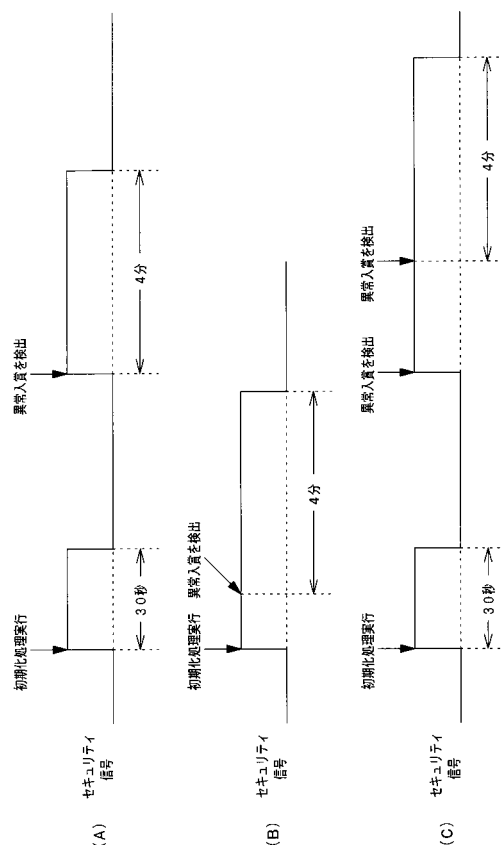 (A)
セキュリティ
信号
初期化処理実行
30秒
異常入賞を検出
4分
(B)
セキュリティ
信号
初期化処理実行
異常入賞を検出
4分
(C)
セキュリティ
信号
初期化処理実行
30秒
異常入賞を検出
異常入賞を検出
4分